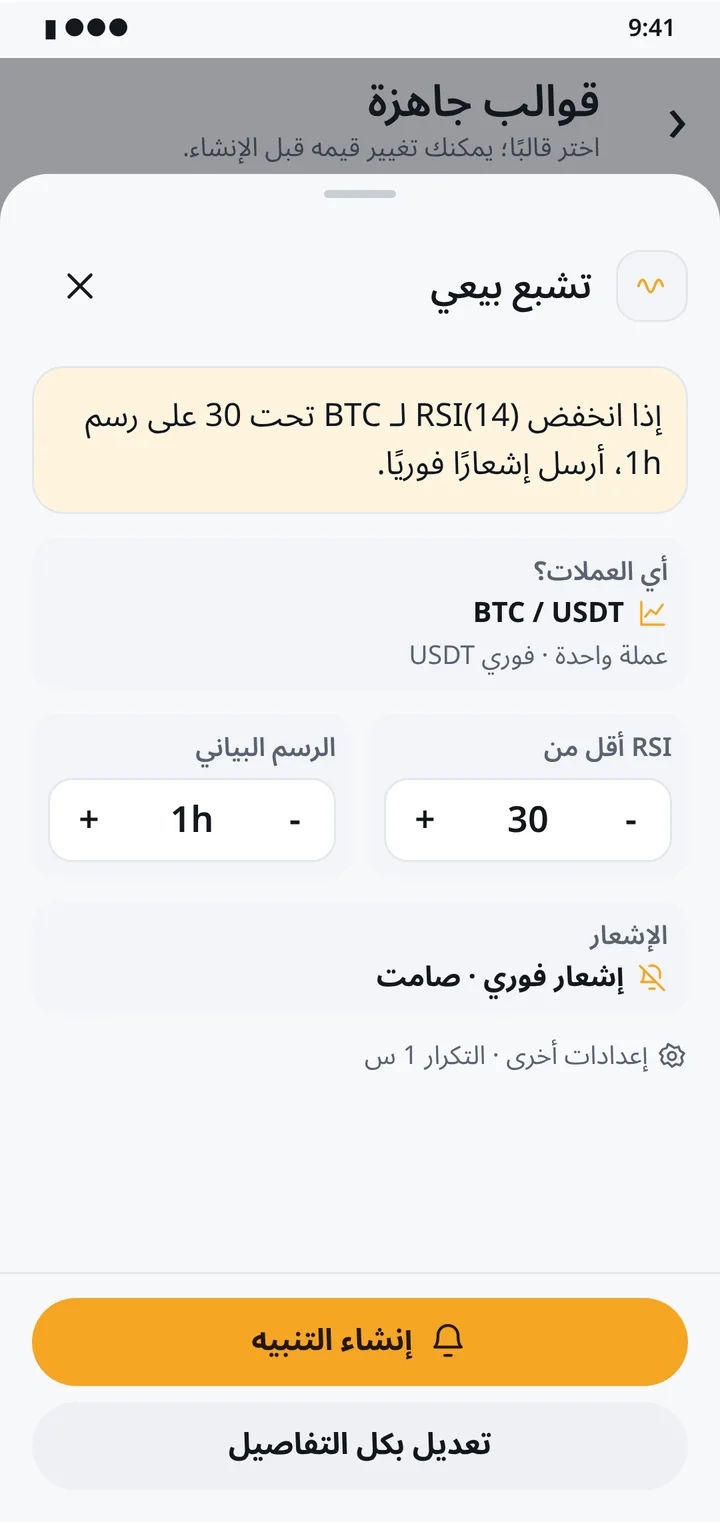 9:41
قوالب جاهزة
اختر قالبًا؛ يمكنك تغيير قيمه قبل الإنشاء.
تشبع بيعي
إذا انخفض RSI(14) لـ BTC تحت 30 على رسم
1h، أرسل إشعارًا فوريًا.
أي العملات؟
BTC / USDT
عملة واحدة · فوري USDT
RSI أقل من
- 30 +
الرسم البياني
- 1h +
الإشعار
إشعار فوري · صامت
إعدادات أخرى · التكرار 1 س
إنشاء التنبيه
تعديل بكل التفاصيل